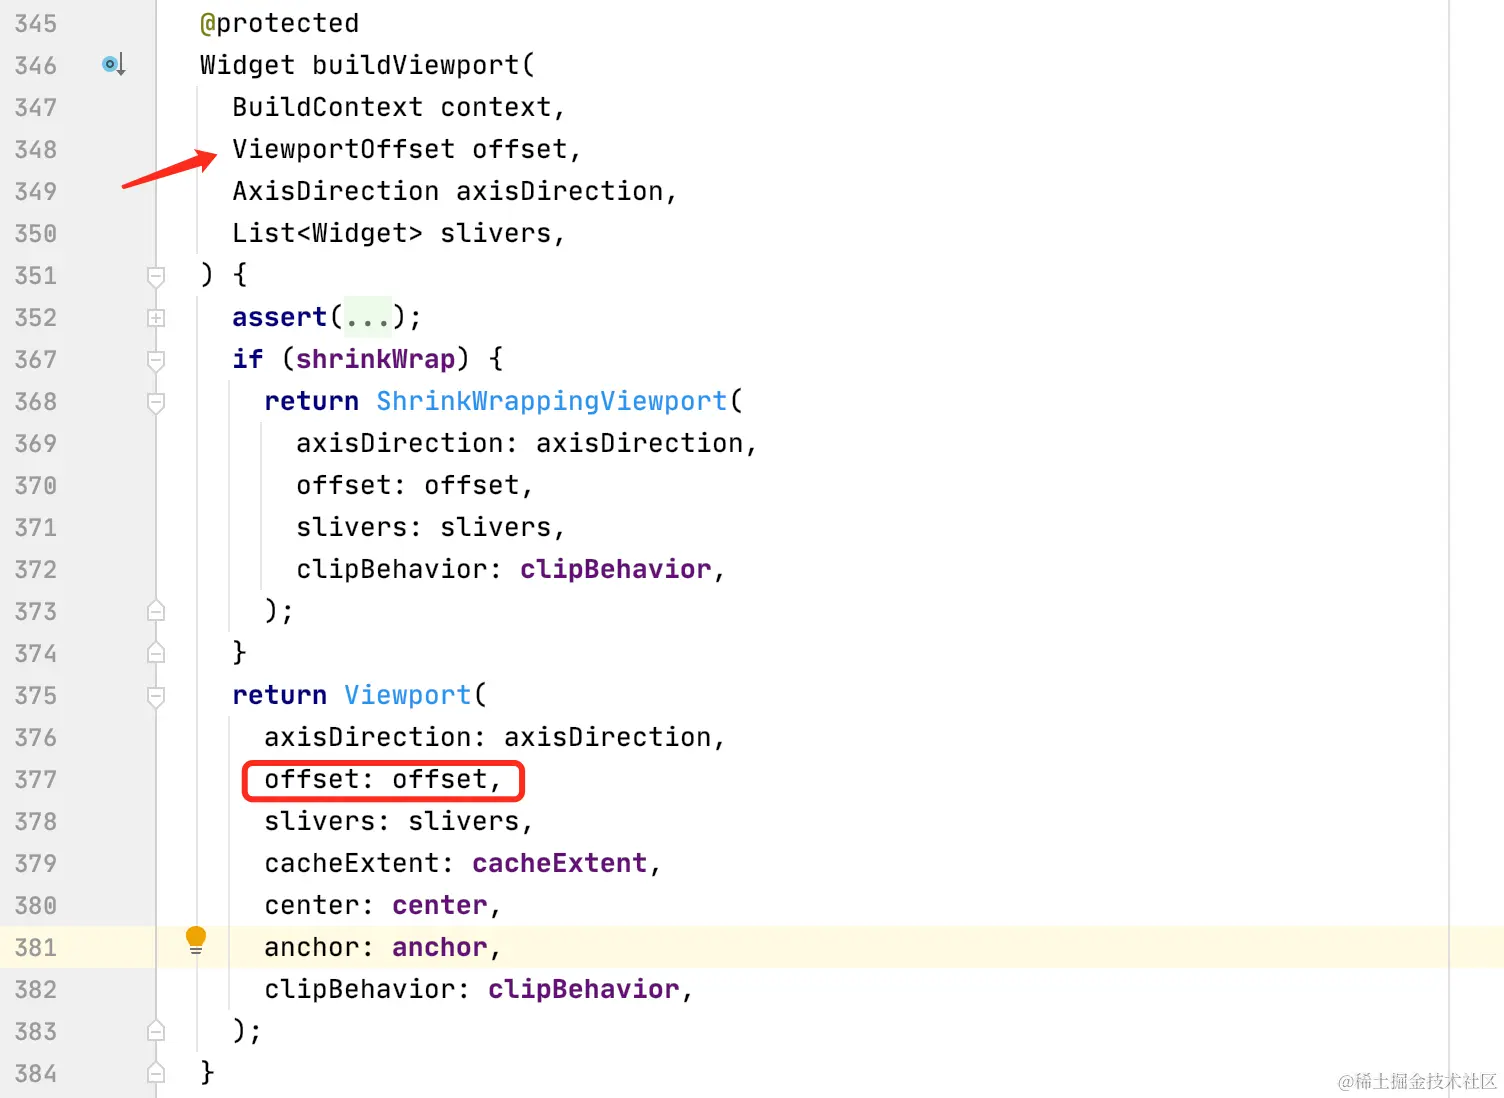 345 @protected
346 Widget buildViewport(
347 BuildContext context,
348 ViewportOffset offset,
349 AxisDirection axisDirection,
350 List<Widget> slivers,
351 ) {
352 assert(...);
367 if (shrinkWrap) {
368 return ShrinkWrappingViewport(
369 axisDirection: axisDirection,
370 offset: offset,
371 slivers: slivers,
372 clipBehavior: clipBehavior,
373 );
374 }
375 return Viewport(
376 axisDirection: axisDirection,
377 offset: offset,
378 slivers: slivers,
379 cacheExtent: cacheExtent,
380 center: center,
381 anchor: anchor,
382 clipBehavior: clipBehavior,
383 );
384 }
@稀土掘金技术社区